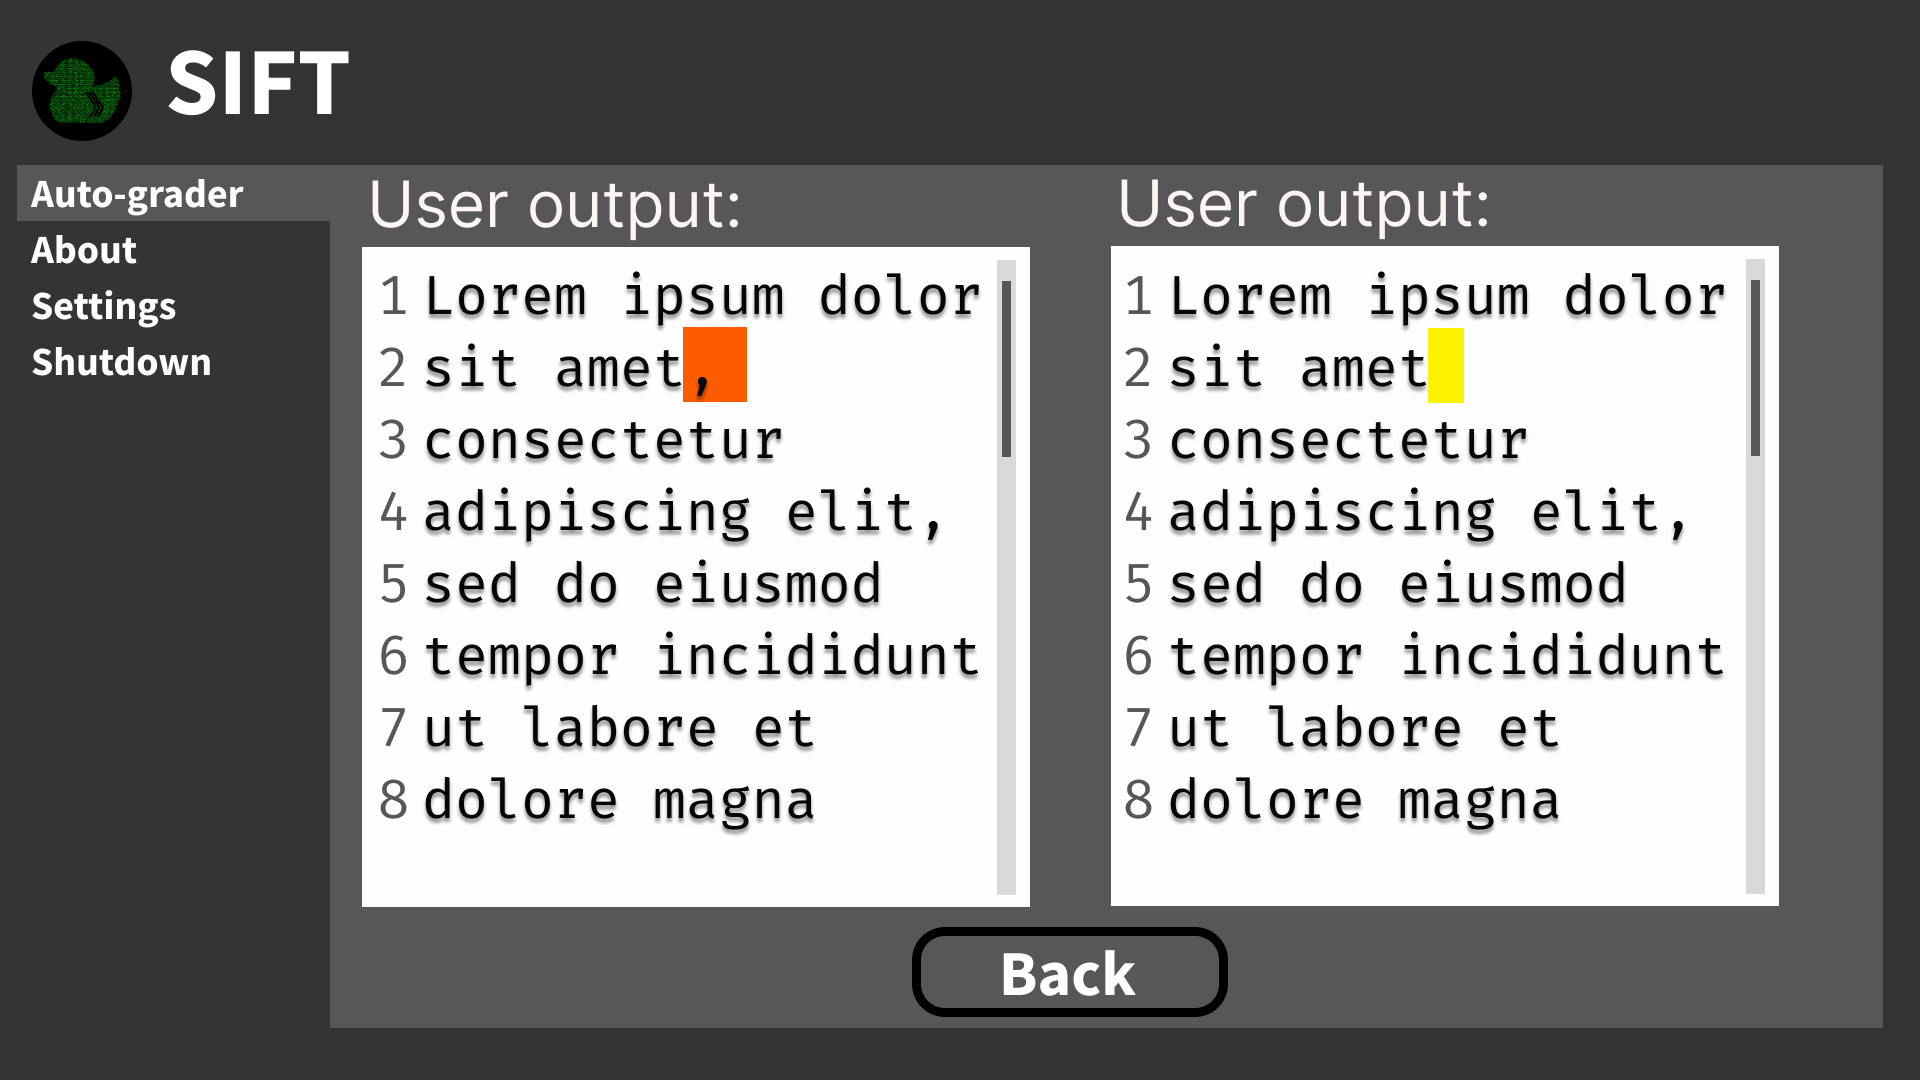 SIFT
Auto-grader
About
Settings
Shutdown
User output:
1 Lorem ipsum dolor
2 sit amet,
3 consectetur
4 adipiscing elit,
5 sed do eiusmod
6 tempor incididunt
7 ut labore et
8 dolore magna
User output:
1 Lorem ipsum dolor
2 sit amet
3 consectetur
4 adipiscing elit,
5 sed do eiusmod
6 tempor incididunt
7 ut labore et
8 dolore magna
Back